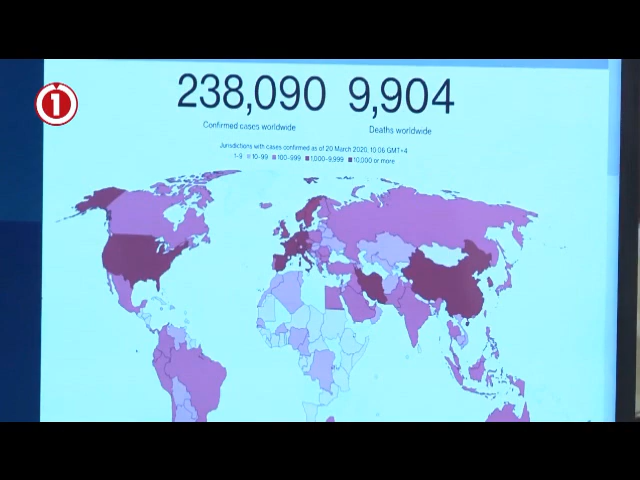 1
238,090 9,904
Confirmed cases worldwide Deaths worldwide
Jurisdictions with cases confirmed as of 20 March 2020, 10:06 GMT+4
1-9 10-99 100-999 1,000-9,999 10,000 or more